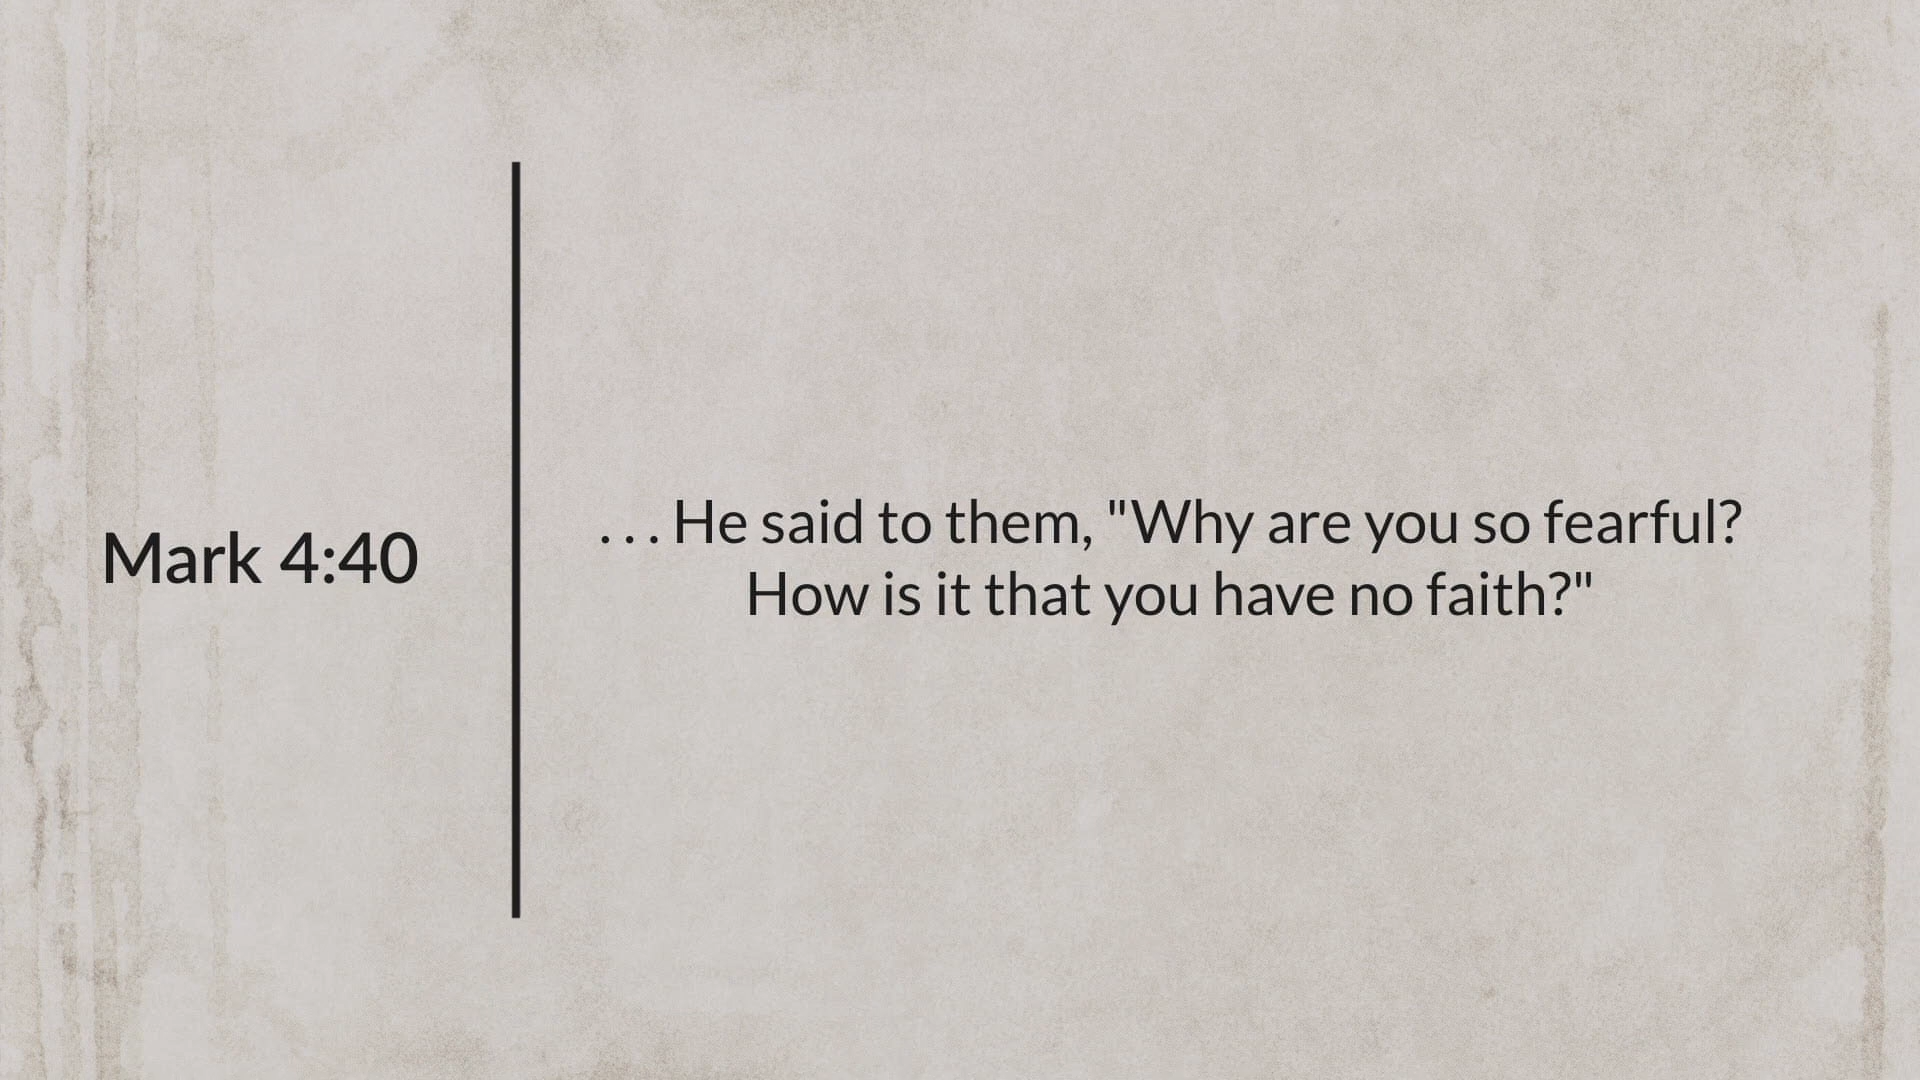 Mark 4:40
. . . He said to them, "Why are you so fearful?
How is it that you have no faith?"